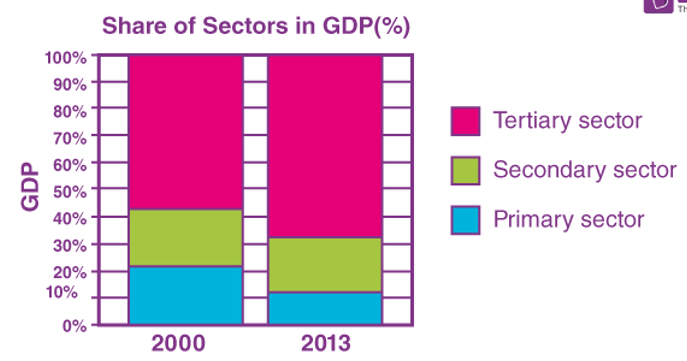 Share of Sectors in GDP(%)
Th
100%
90%
80%
70%
60%
50%
40%
30%
20%
10%
0%
GDP
2000
2013
Tertiary sector
Secondary sector
Primary sector